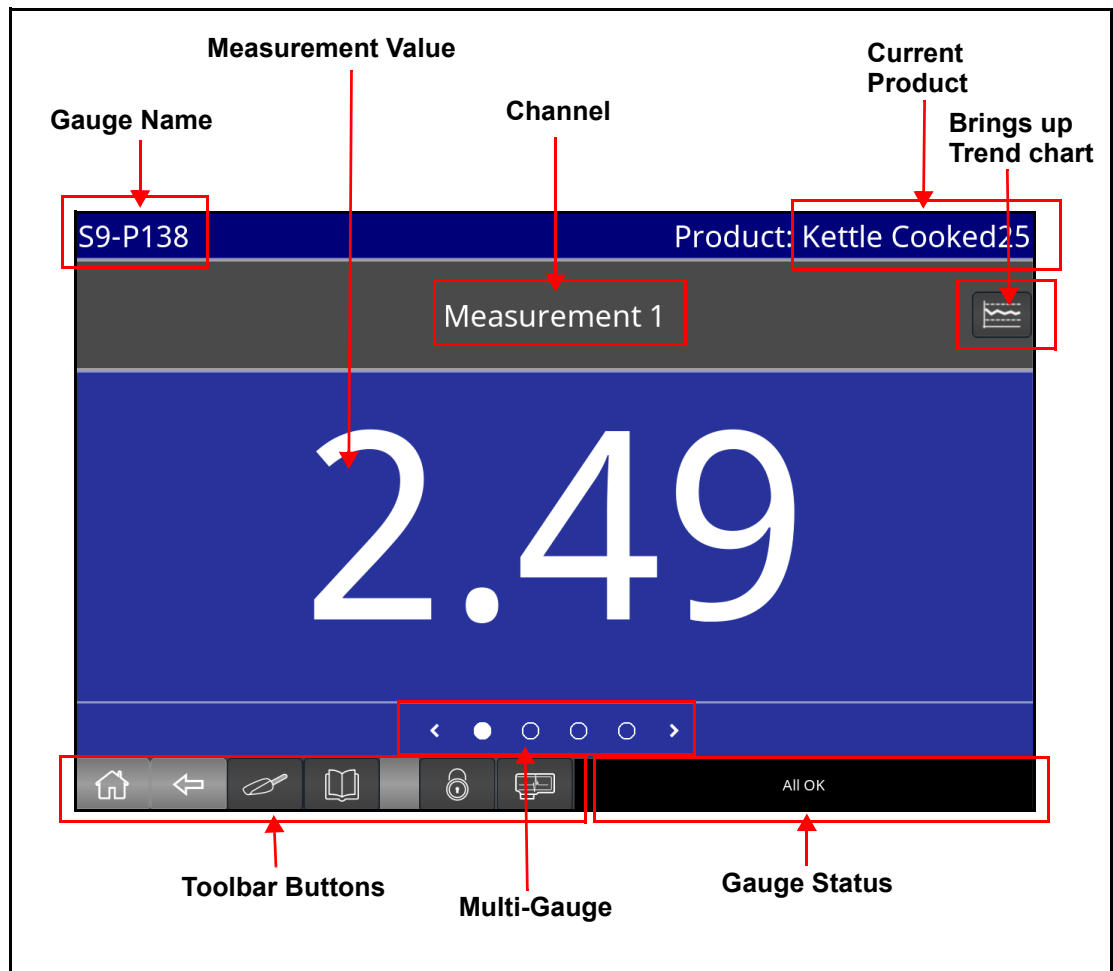 Measurement Value
Current
Product
Channel
Gauge Name
Brings up
Trend chart
S9-P138
Product: Kettle Cooked25
Measurement 1
2.49
All OK
Toolbar Buttons
Gauge Status
Multi-Gauge